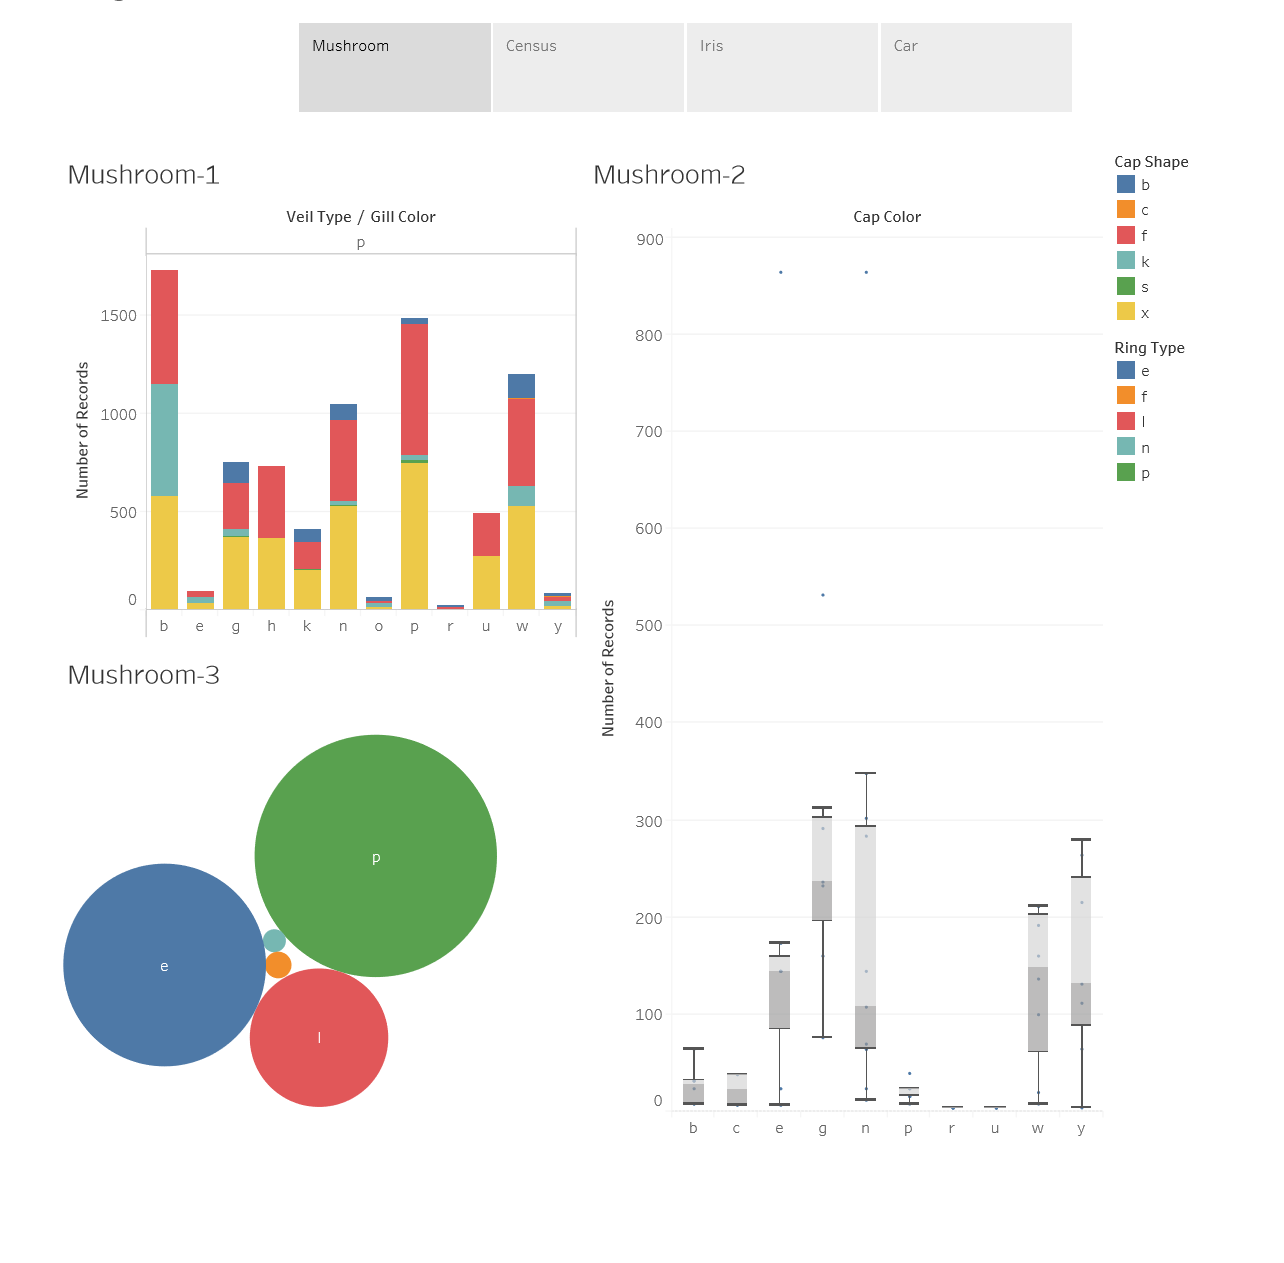 Mushroom Census Iris Car
Mushroom-1
Veil Type / Gill Color
p
Number of Records
1500
1000
500
0
b e g h k n o p r u w y
Mushroom-2
Cap Color
Number of Records
900
800
700
600
500
400
300
200
100
0
b c e g n p r u w y
Cap Shape
b
c
f
k
s
x
Ring Type
e
f
l
n
p
Mushroom-3
p
e
l